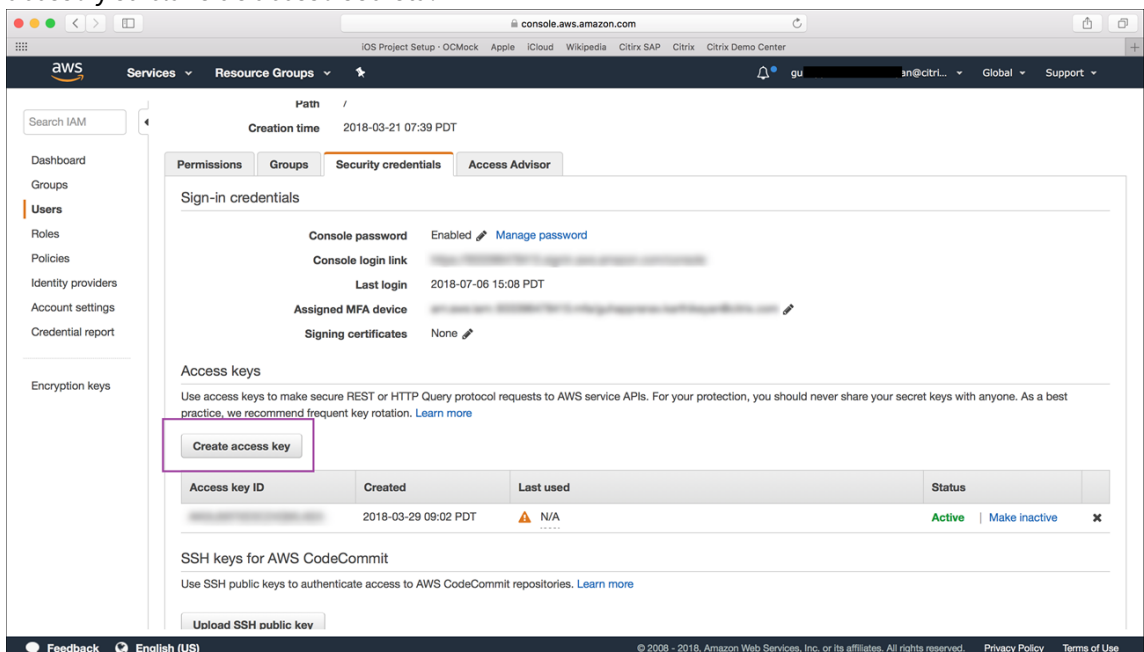 console.aws.amazon.com
iOS Project Setup - OCMock Apple iCloud Wikipedia Citirx SAP Citrix Citrix Demo Center
aws Services Resource Groups gu an@citri... Global Support
Path /
Search IAM
Creation time 2018-03-21 07:39 PDT
Dashboard
Groups
Users
Roles
Policies
Identity providers
Account settings
Credential report
Encryption keys
Permissions Groups Security credentials Access Advisor
Sign-in credentials
Console password Enabled Manage password
Console login link
Last login 2018-07-06 15:08 PDT
Assigned MFA device
Signing certificates None
Access keys
Use access keys to make secure REST or HTTP Query protocol requests to AWS service APIs. For your protection, you should never share your secret keys with anyone. As a best
practice, we recommend frequent key rotation. Learn more
Create access key
Access key ID Created Last used Status
2018-03-29 09:02 PDT N/A Active | Make inactive
SSH keys for AWS CodeCommit
Use SSH public keys to authenticate access to AWS CodeCommit repositories. Learn more
Upload SSH public key
Feedback English (US) © 2008 - 2018, Amazon Web Services, Inc. or its affiliates. All rights reserved. Privacy Policy Terms of Use